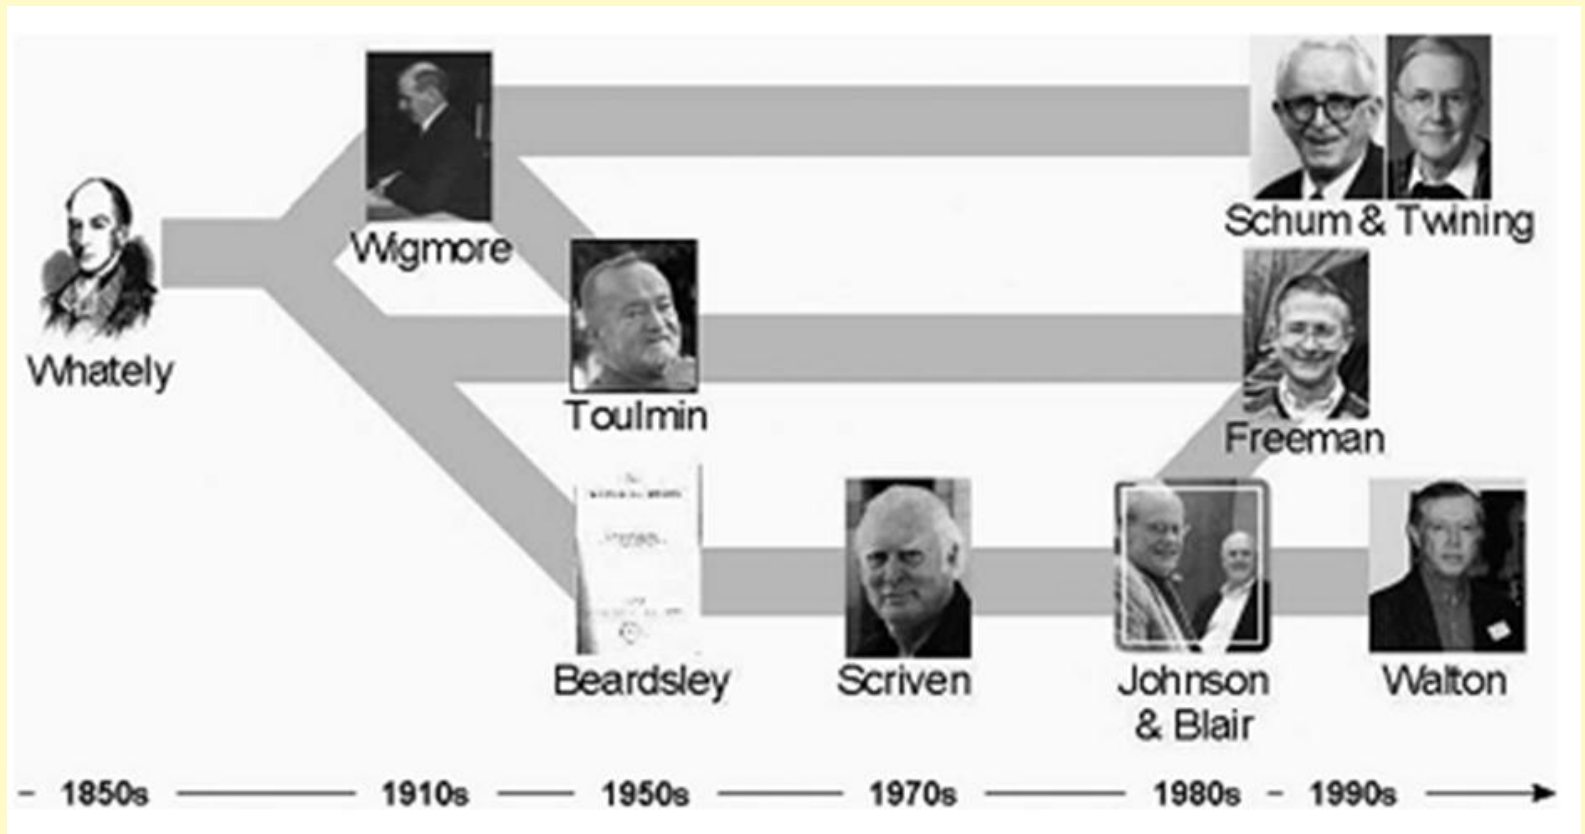 Wigmore
Schum & Twining
Whately
Toulmin
Freeman
Beardsley
Scriven
Johnson
& Blair
Walton
1850s
1910s
1950s
1970s
1980s
1990s